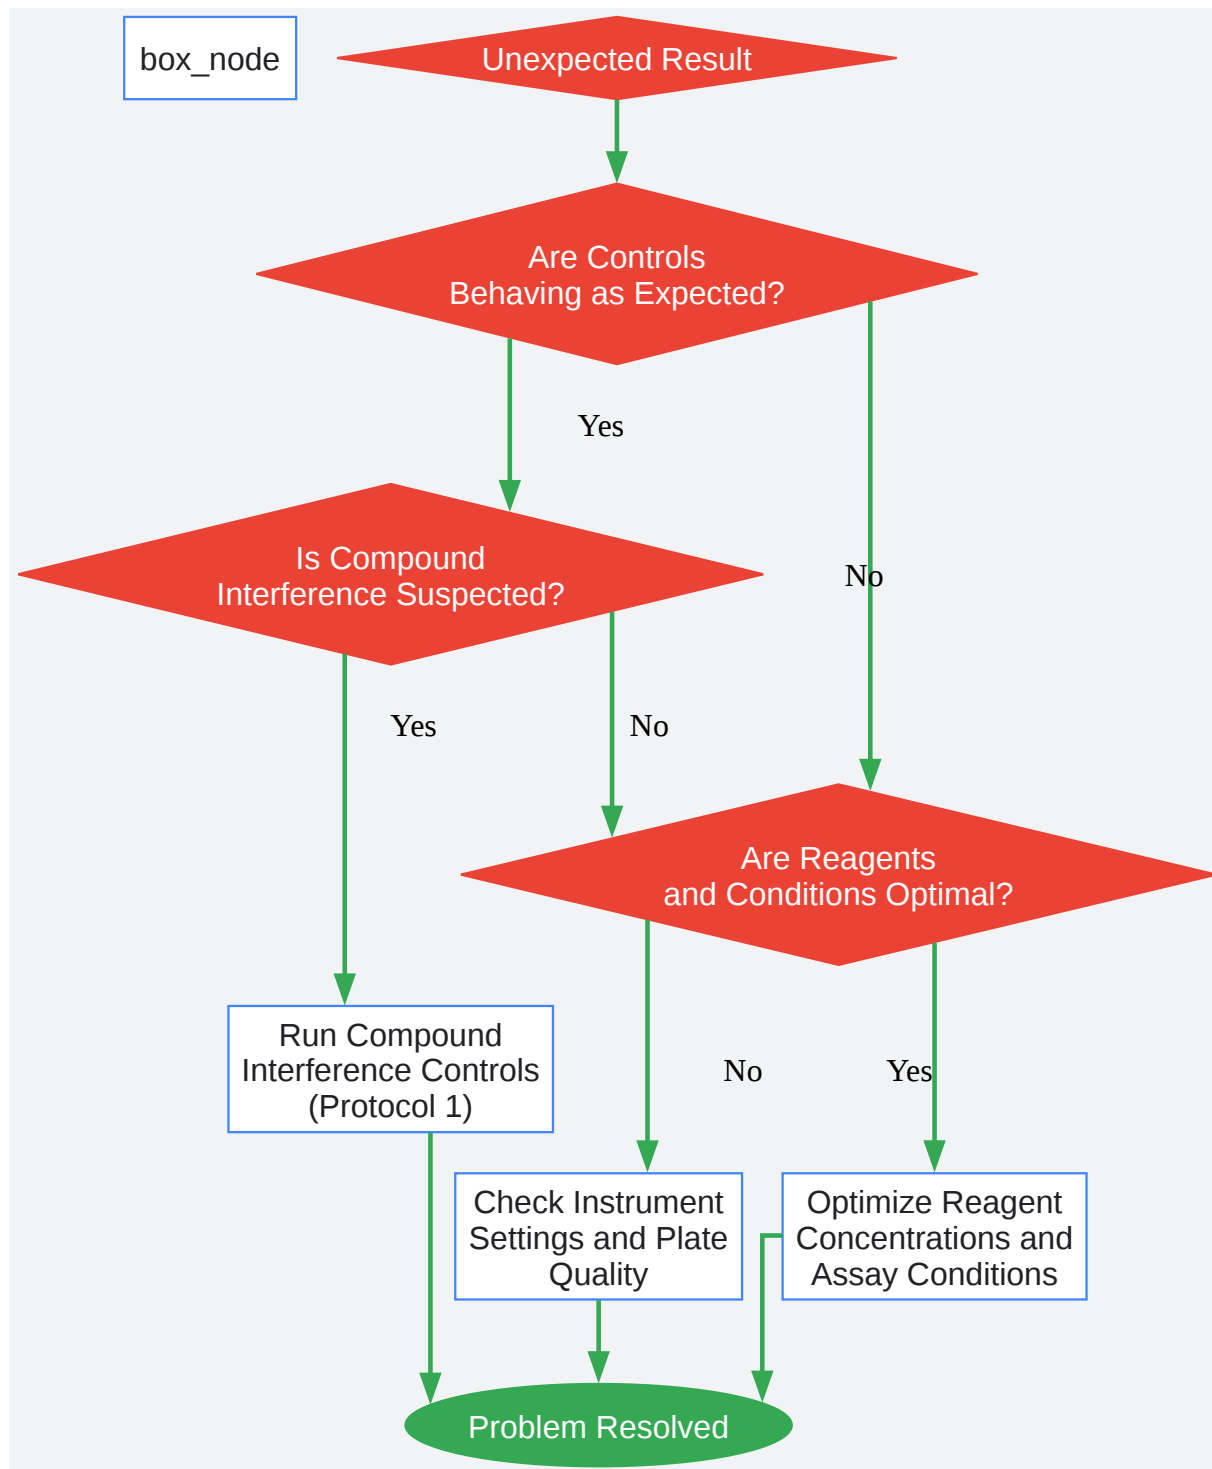 box_node
Unexpected Result
Are Controls
Behaving as Expected?
Yes
No
Is Compound
Interference Suspected?
Yes
No
Are Reagents
and Conditions Optimal?
No
Yes
Run Compound
Interference Controls
(Protocol 1)
Check Instrument
Settings and Plate
Quality
Optimize Reagent
Concentrations and
Assay Conditions
Problem Resolved